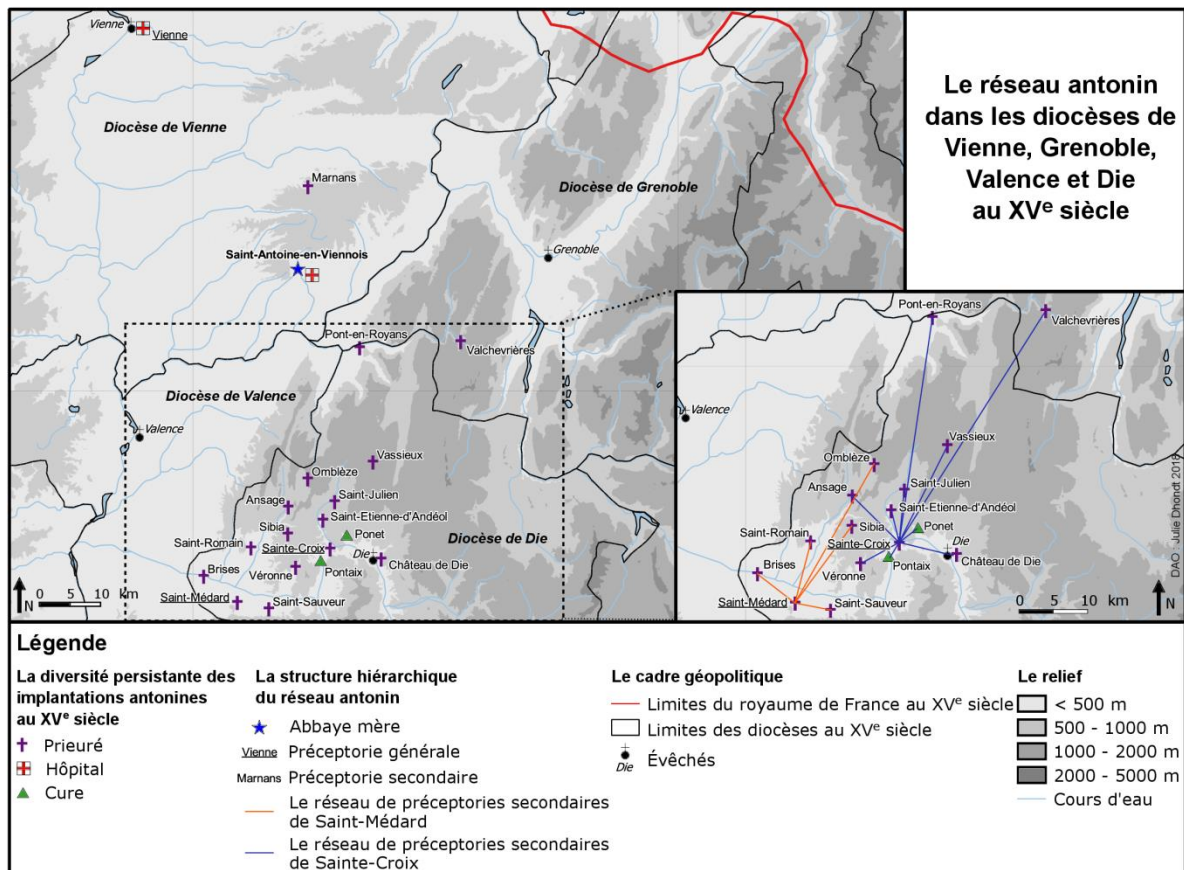 Le réseau antonin
dans les diocèses de
Vienne, Grenoble,
Valence et Die
au XVe siècle
Vienne
Vienne
Diocèse de Vienne
Marnans
Diocèse de Grenoble
Saint-Antoine-en-Viennois
Grenoble
Pont-en-Royans
Valchevrières
Diocèse de Valence
Valence
Vassieux
Omblèze
Saint-Julien
Ansage
Saint-Etienne-d'Andéol
Sibia
Ponet
Saint-Romain
Sainte-Croix
Die
Diocèse de Die
Château de Die
Pontaix
Véronne
Brises
Saint-Médard
Saint-Sauveur
N
0 5 10 km
Pont-en-Royans
Valchevrières
Valence
Vassieux
Omblèze
Saint-Julien
Ansage
Saint-Etienne-d'Andéol
Sibia
Ponet
Saint-Romain
Sainte-Croix
Die
Château de Die
Pontaix
Véronne
Brises
Saint-Médard
Saint-Sauveur
0 5 10 km
N
DAO : Julie Dhondt 2018
Légende
La diversité persistante des
implantations antonines
au XVe siècle
Prieuré
Hôpital
Cure
La structure hiérarchique
du réseau antonin
Abbaye mère
Vienne Préceptorie générale
Marnans Préceptorie secondaire
Le réseau de préceptories secondaires
de Saint-Médard
Le réseau de préceptories secondaires
de Sainte-Croix
Le cadre géopolitique
Limites du royaume de France au XVe siècle
Limites des diocèses au XVe siècle
Die Évêchés
Le relief
< 500 m
500 - 1000 m
1000 - 2000 m
2000 - 5000 m
Cours d'eau